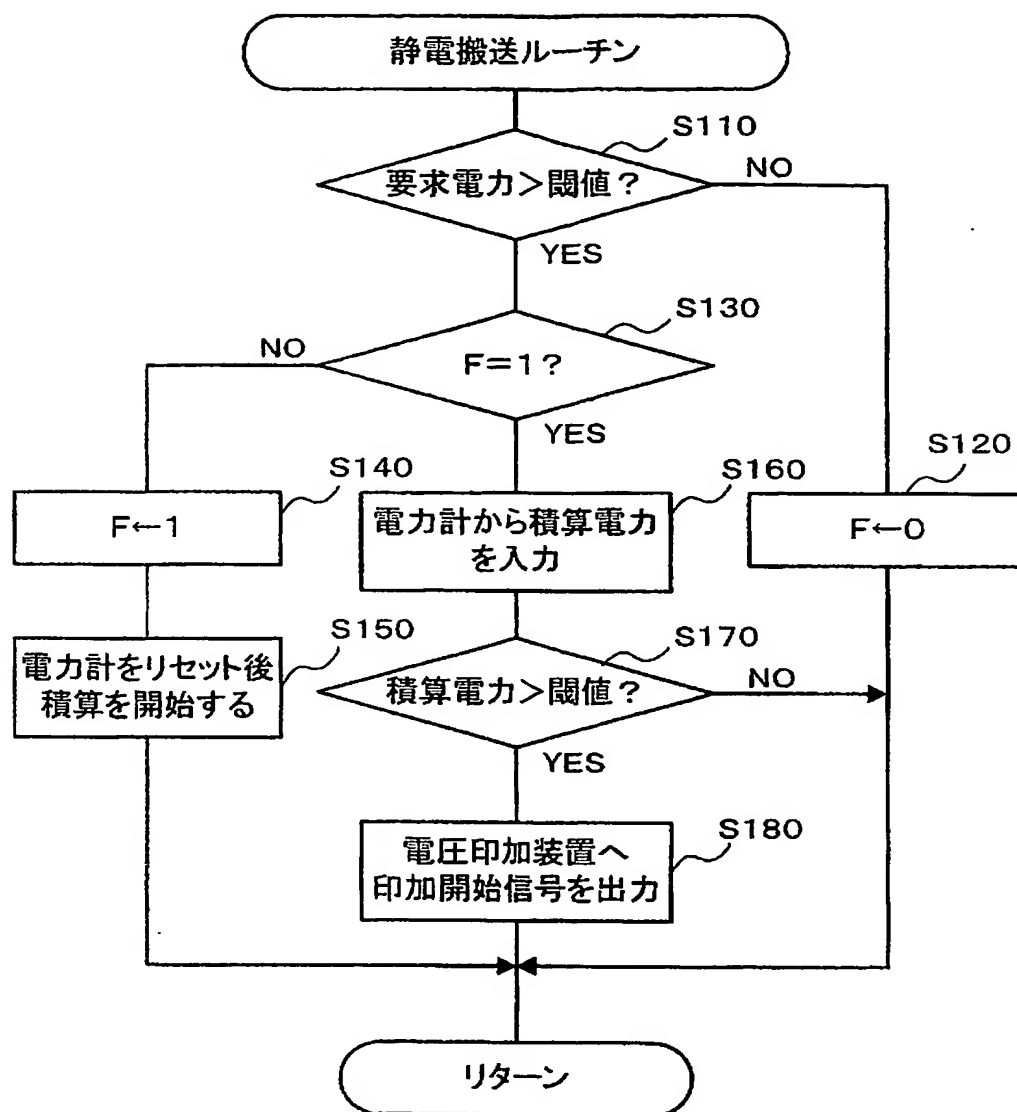 静電搬送ルーチン
S110
要求電力>閾値?
NO
YES
S130
NO
F=1?
YES
S140
F←1
S160
電力計から積算電力
を入力
S120
F←0
S150
電力計をリセット後
積算を開始する
S170
積算電力>閾値?
NO
YES
S180
電圧印加装置へ
印加開始信号を出力
リターン